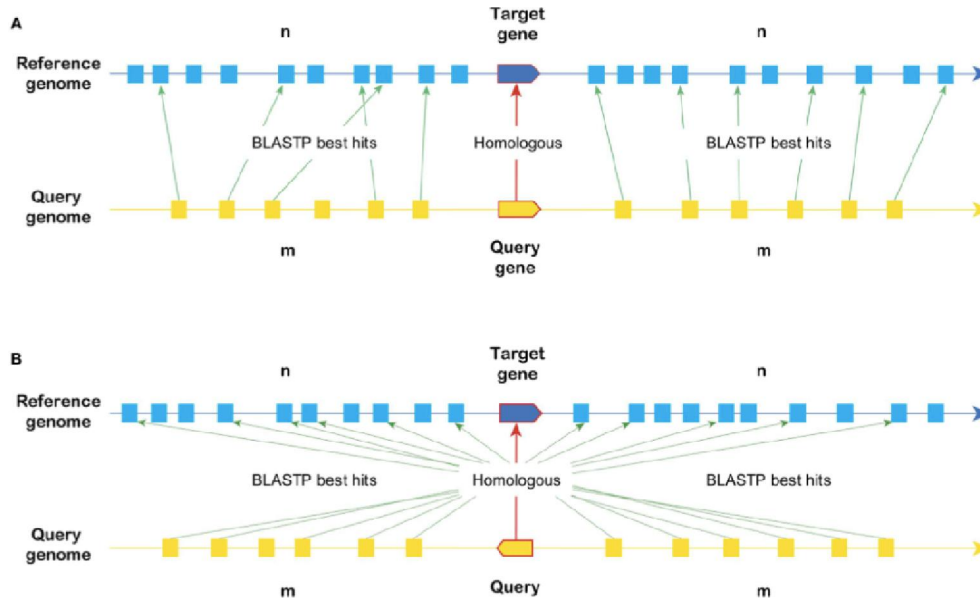 A
n
Target
gene
n
Reference
genome
BLASTP best hits
Homologous
BLASTP best hits
Query
genome
m
Query
gene
m
B
n
Target
gene
n
Reference
genome
BLASTP best hits
Homologous
BLASTP best hits
Query
genome
m
Query
m